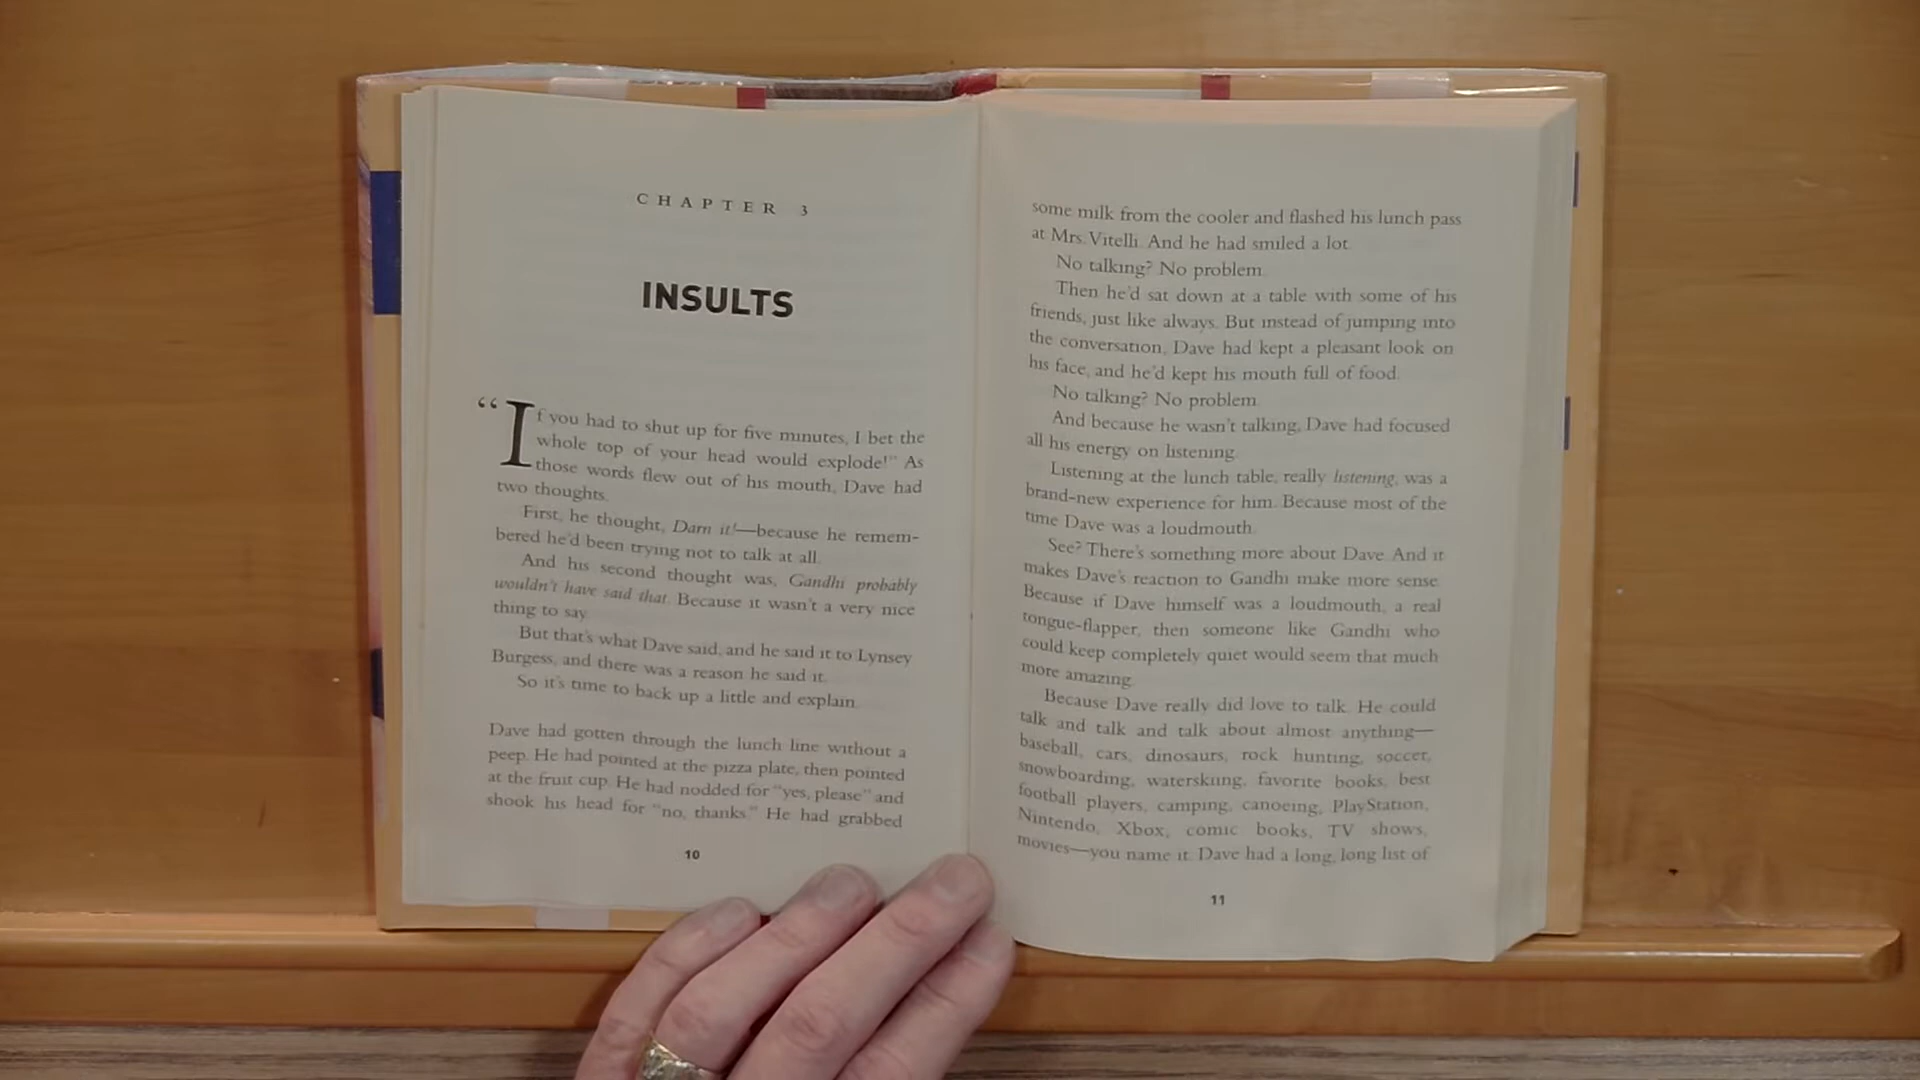 CHAPTER 3
INSULTS
“If you had to shut up for five minutes, I bet the
whole top of your head would explode!” As
those words flew out of his mouth, Dave had
two thoughts.
First, he thought, Darn it!—because he remem-
bered he’d been trying not to talk at all.
And his second thought was, Gandhi probably
wouldn’t have said that. Because it wasn’t a very nice
thing to say.
But that’s what Dave said, and he said it to Lynsey
Burgess, and there was a reason he said it.
So it’s time to back up a little and explain.
Dave had gotten through the lunch line without a
peep. He had pointed at the pizza plate, then pointed
at the fruit cup. He had nodded for “yes, please” and
shook his head for “no, thanks.” He had grabbed
10
some milk from the cooler and flashed his lunch pass
at Mrs. Vitelli. And he had smiled a lot.
No talking? No problem.
Then he’d sat down at a table with some of his
friends, just like always. But instead of jumping into
the conversation, Dave had kept a pleasant look on
his face, and he’d kept his mouth full of food.
No talking? No problem.
And because he wasn’t talking, Dave had focused
all his energy on listening.
Listening at the lunch table, really listening, was a
brand-new experience for him. Because most of the
time Dave was a loudmouth.
See? There’s something more about Dave. And it
makes Dave’s reaction to Gandhi make more sense.
Because if Dave himself was a loudmouth, a real
tongue-flapper, then someone like Gandhi who
could keep completely quiet would seem that much
more amazing.
Because Dave really did love to talk. He could
talk and talk and talk about almost anything—
baseball, cars, dinosaurs, rock hunting, soccer,
snowboarding, waterskiing, favorite books, best
football players, camping, canoeing, PlayStation,
Nintendo, Xbox, comic books, TV shows,
movies—you name it. Dave had a long, long list of
11